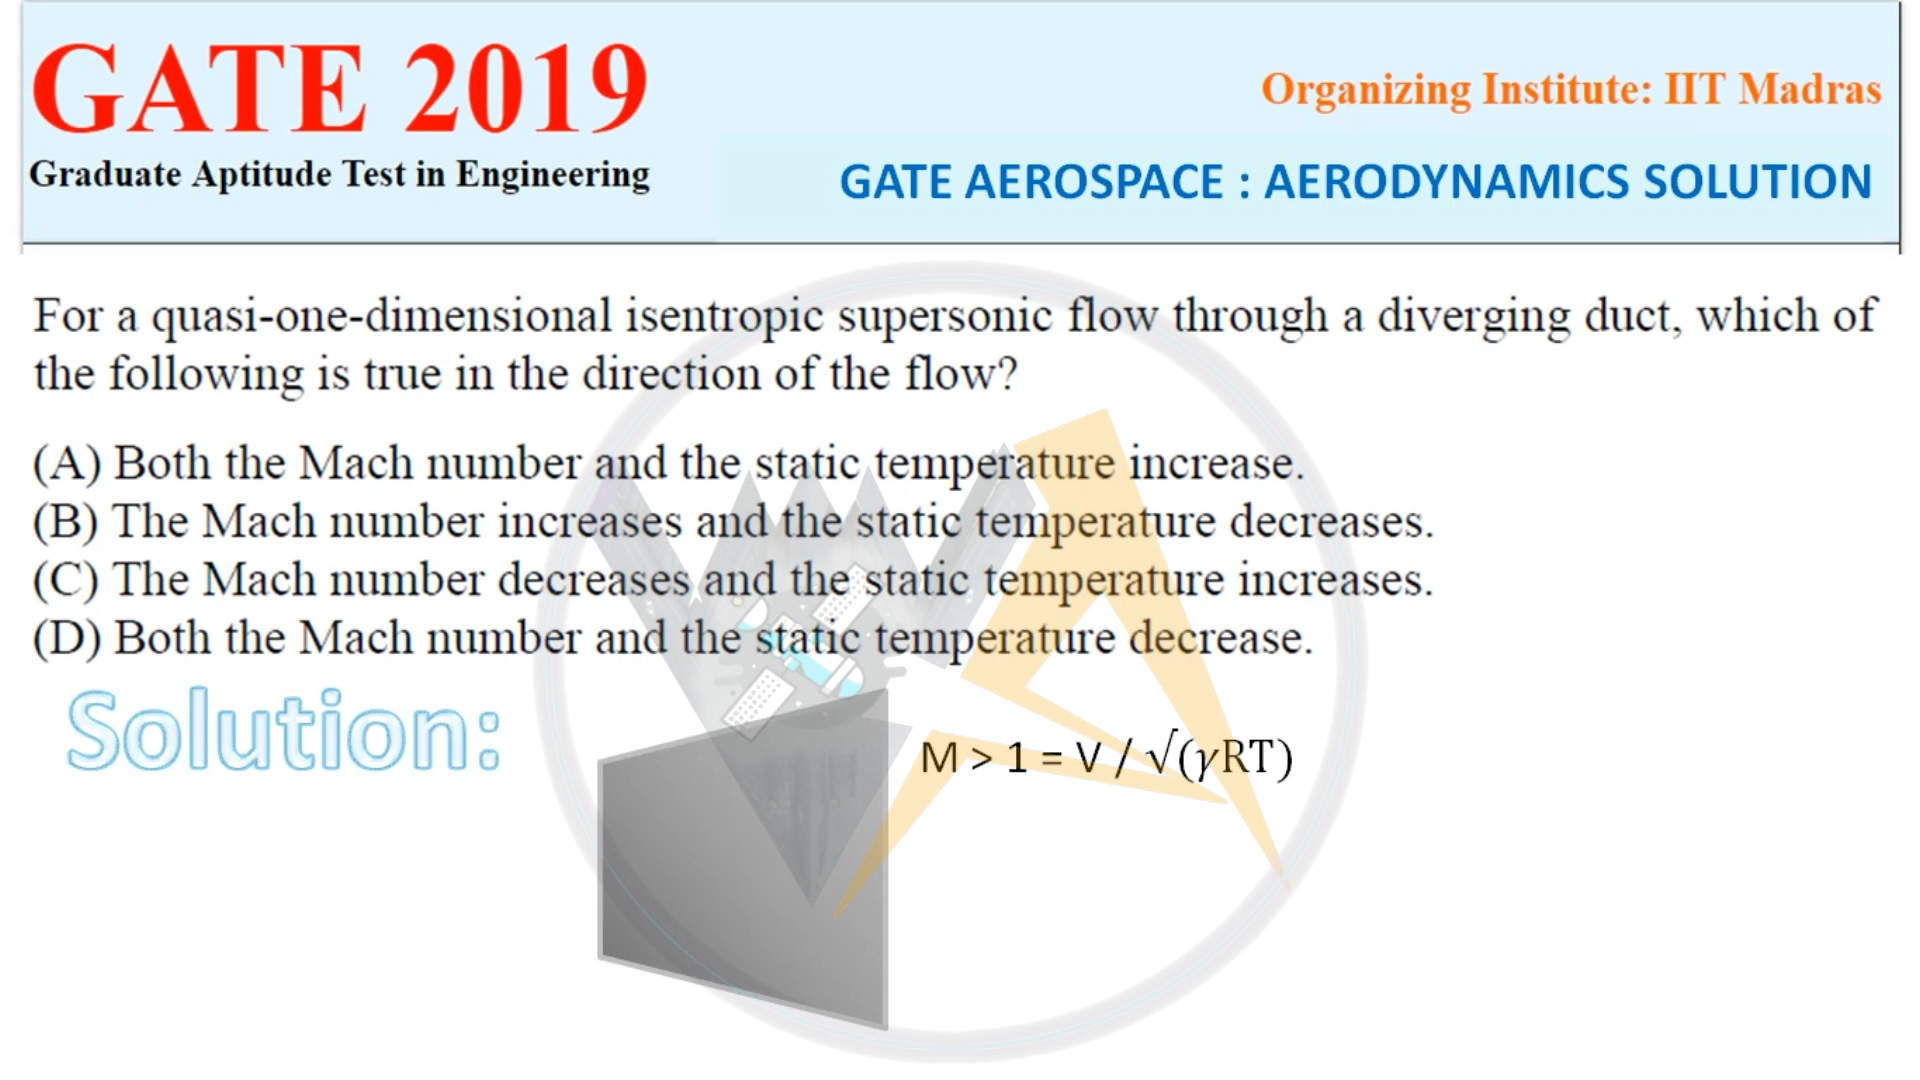 GATE 2019
Graduate Aptitude Test in Engineering
Organizing Institute: IIT Madras
GATE AEROSPACE : AERODYNAMICS SOLUTION
For a quasi-one-dimensional isentropic supersonic flow through a diverging duct, which of
the following is true in the direction of the flow?
(A) Both the Mach number and the static temperature increase.
(B) The Mach number increases and the static temperature decreases.
(C) The Mach number decreases and the static temperature increases.
(D) Both the Mach number and the static temperature decrease.
Solution:
M > 1 = V / √(γRT)